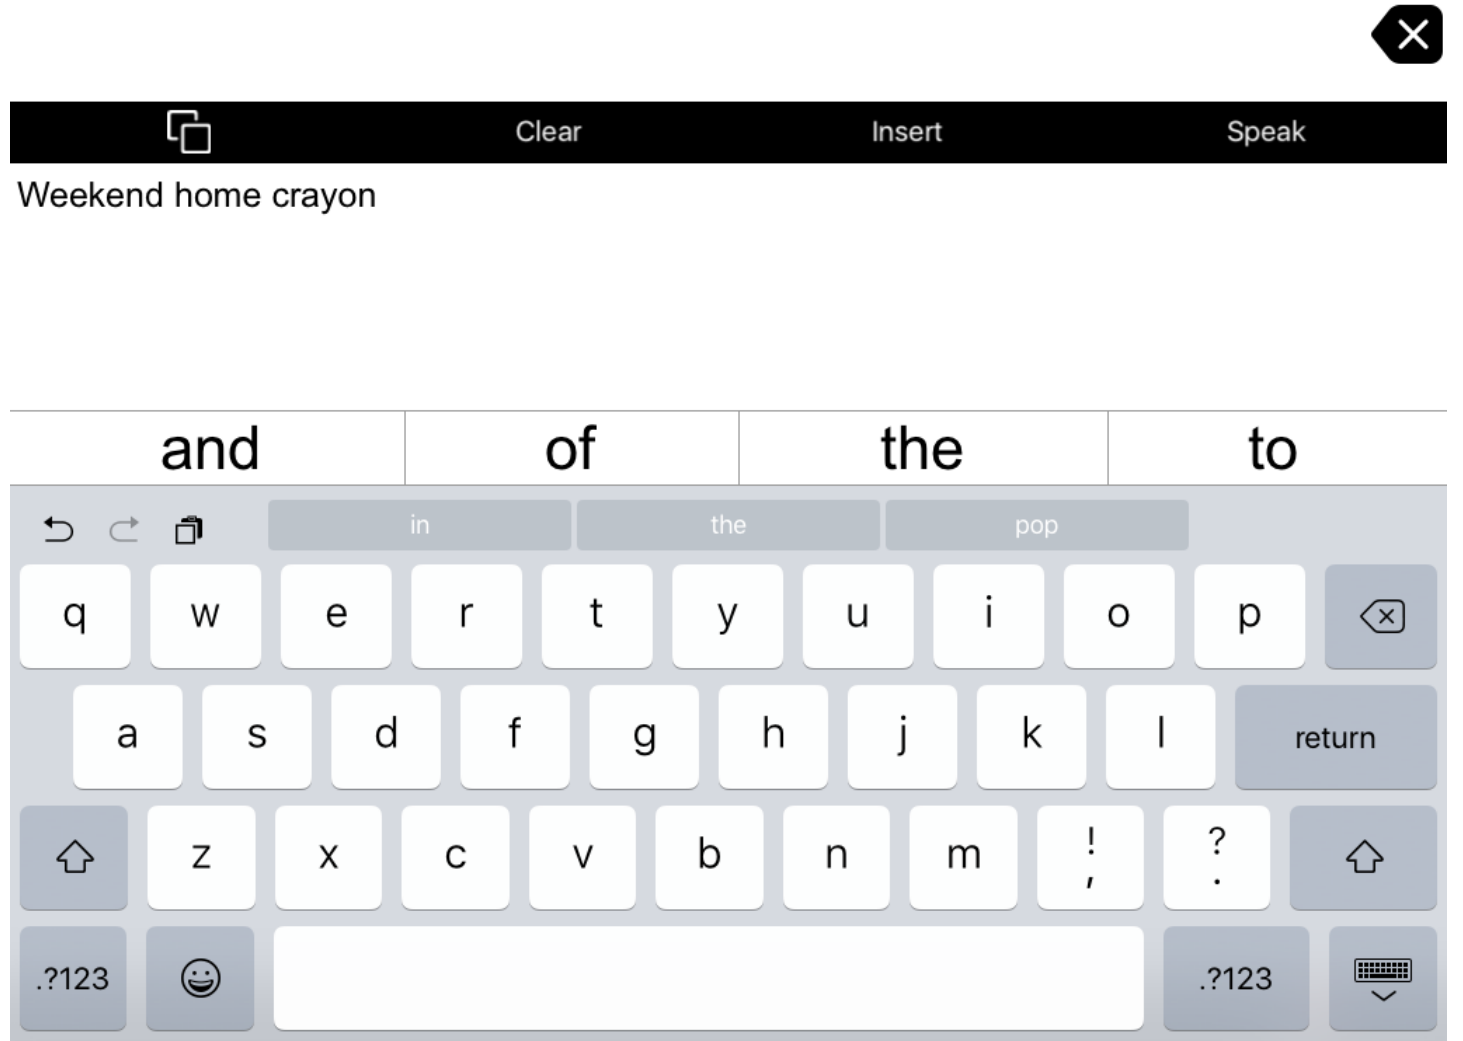 Clear Insert Speak
Weekend home crayon
and of the to
in the pop
q w e r t y u i o p
a s d f g h j k l return
z x c v b n m ! , ? .
.?123 .?123